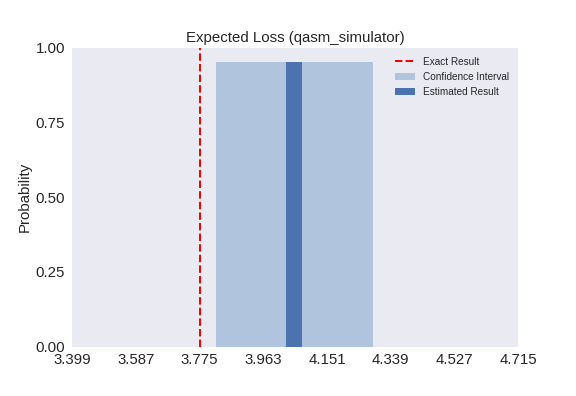 Expected Loss (qasm_simulator)
1.00
0.75
0.50
0.25
0.00
Probability
Exact Result
Confidence Interval
Estimated Result
3.399 3.587 3.775 3.963 4.151 4.339 4.527 4.715